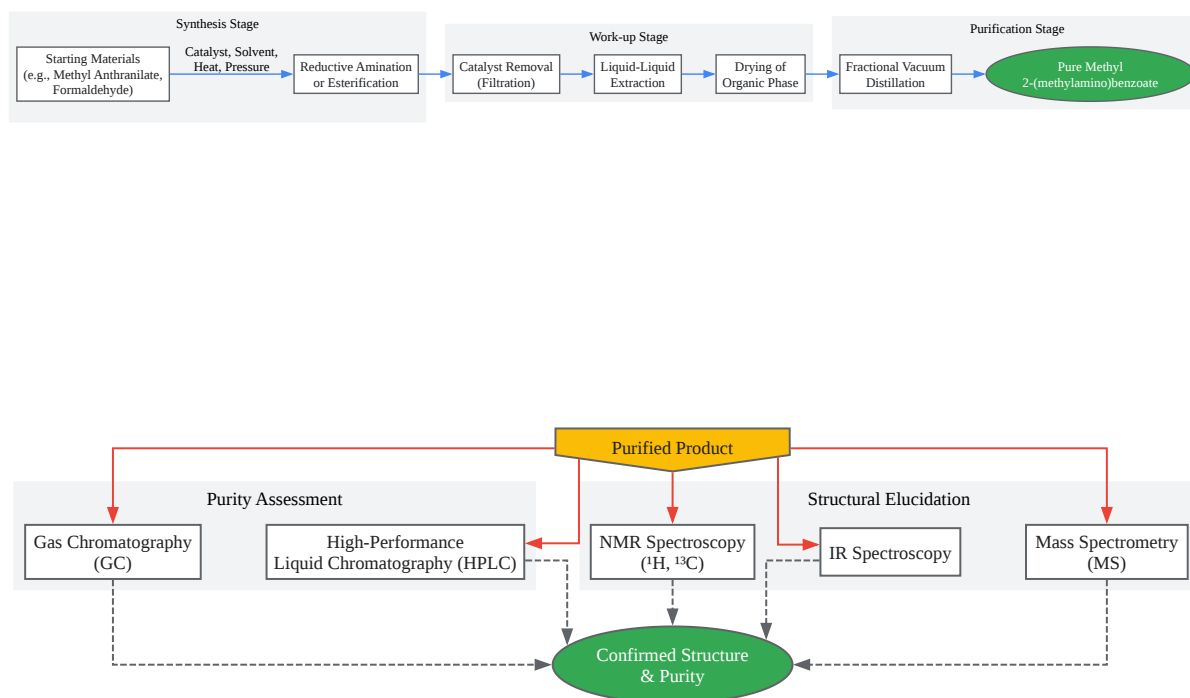 Synthesis Stage
Starting Materials
(e.g., Methyl Anthranilate,
Formaldehyde)
Catalyst, Solvent,
Heat, Pressure
Reductive Amination
or Esterification
Work-up Stage
Catalyst Removal
(Filtration)
Liquid-Liquid
Extraction
Drying of
Organic Phase
Purification Stage
Fractional Vacuum
Distillation
Pure Methyl
2-(methylamino)benzoate
Purified Product
Purity Assessment
Gas Chromatography
(GC)
High-Performance
Liquid Chromatography (HPLC)
Structural Elucidation
NMR Spectroscopy
(¹H, ¹³C)
IR Spectroscopy
Mass Spectrometry
(MS)
Confirmed Structure
& Purity